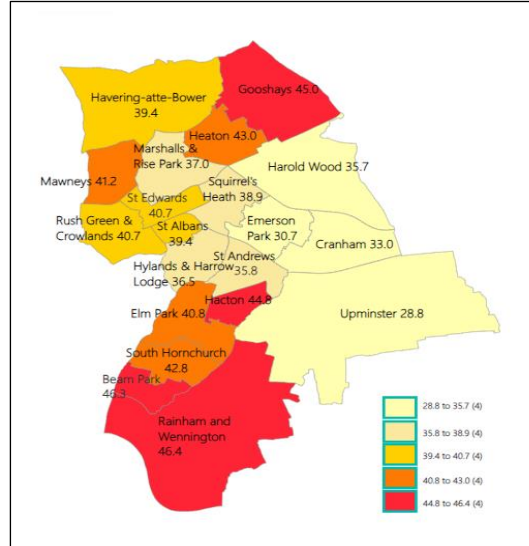 Havering-atte-Bower
39.4
Gooshays 45.0
Heaton 43.0
Marshalls &
Rise Park 37.0
Harold Wood 35.7
Mawneys 41.2
Squirrel's
Heath 38.9
St Edwards
40.7
Rush Green &
Crowlands 40.7
St Albans
39.4
Emerson
Park 30.7
Cranham 33.0
St Andrews
35.8
Hylands & Harrow
Lodge 36.5
Hacton 44.8
Elm Park 40.8
Upminster 28.8
South Hornchurch
42.8
Beam Park
46.3
Rainham and
Wennington
46.4
28.8 to 35.7 (4)
35.8 to 38.9 (4)
39.4 to 40.7 (4)
40.8 to 43.0 (4)
44.8 to 46.4 (4)